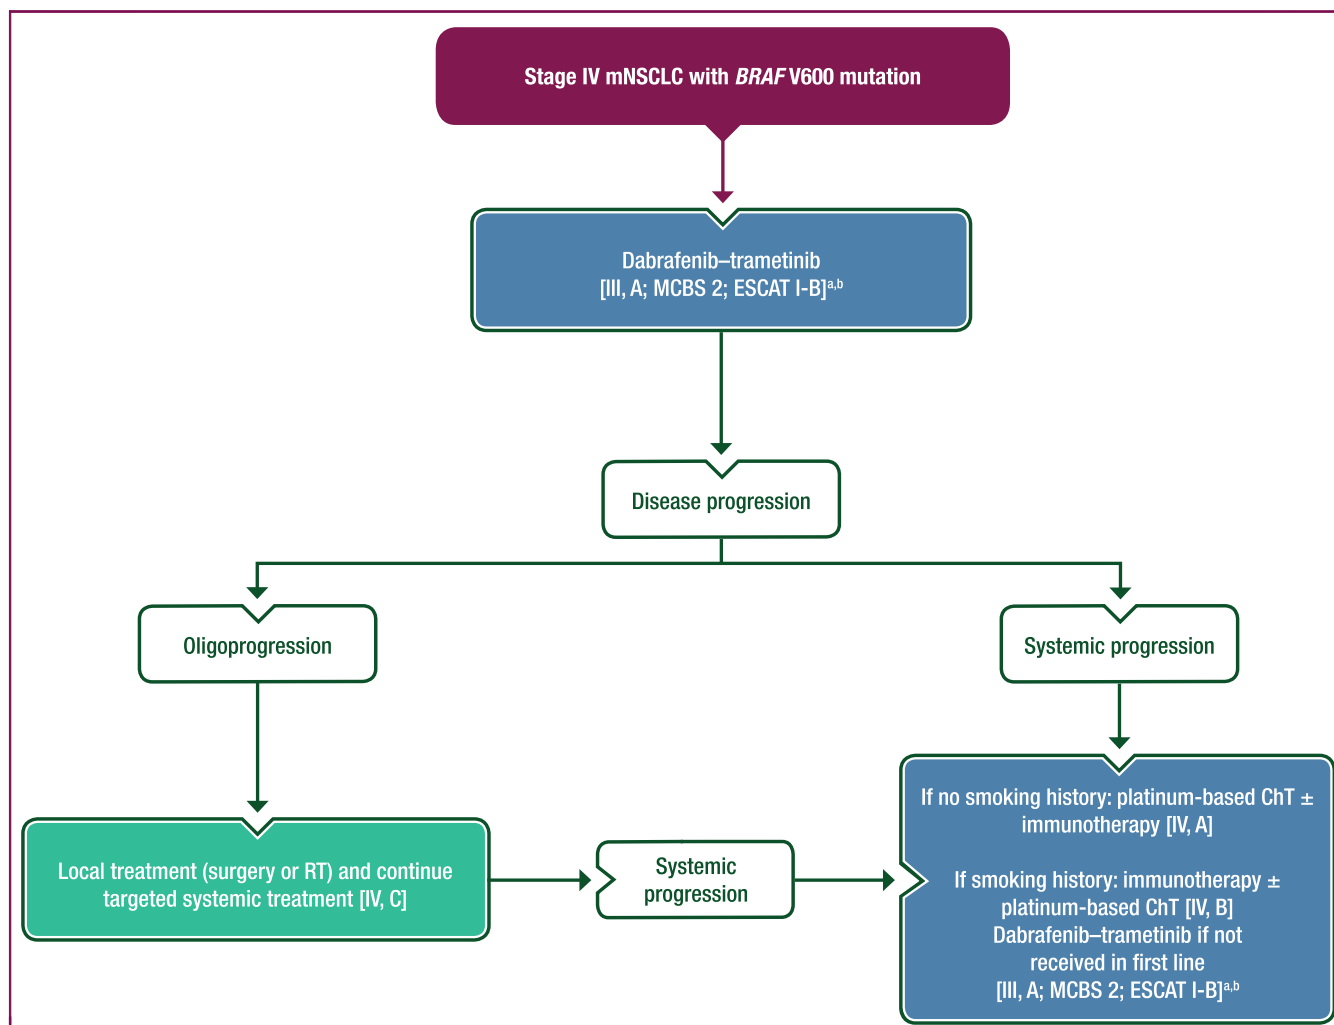 Stage IV mNSCLC with BRAF V600 mutation
Dabrafenib–trametinib
[III, A; MCBS 2; ESCAT I-B]a,b
Disease progression
Oligoprogression
Systemic progression
Local treatment (surgery or RT) and continue
targeted systemic treatment [IV, C]
Systemic
progression
If no smoking history: platinum-based ChT ±
immunotherapy [IV, A]
If smoking history: immunotherapy ±
platinum-based ChT [IV, B]
Dabrafenib–trametinib if not
received in first line
[III, A; MCBS 2; ESCAT I-B]a,b